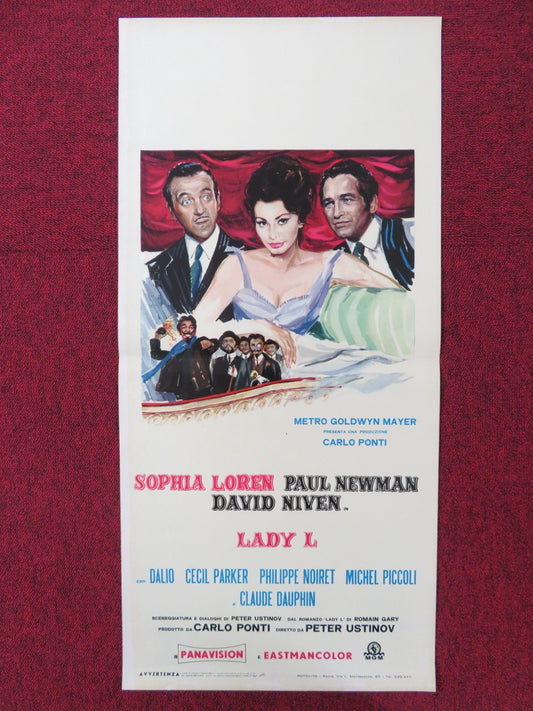 METRO GOLDWYN MAYER
PRESENTA UNA PRODUZIONE
CARLO PONTI
SOPHIA LOREN PAUL NEWMAN
DAVID NIVEN IN
LADY L
CON DALIO CECIL PARKER PHILIPPE NOIRET MICHEL PICCOLI
E CLAUDE DAUPHIN
SCENEGGIATURA E DIALOGHI DI PETER USTINOV DAL ROMANZO 'LADY L' DI ROMAIN GARY
PRODOTTO DA CARLO PONTI DIRETTO DA PETER USTINOV
IN PANAVISION E EASTMANCOLOR
MGM
AVVERTENZA